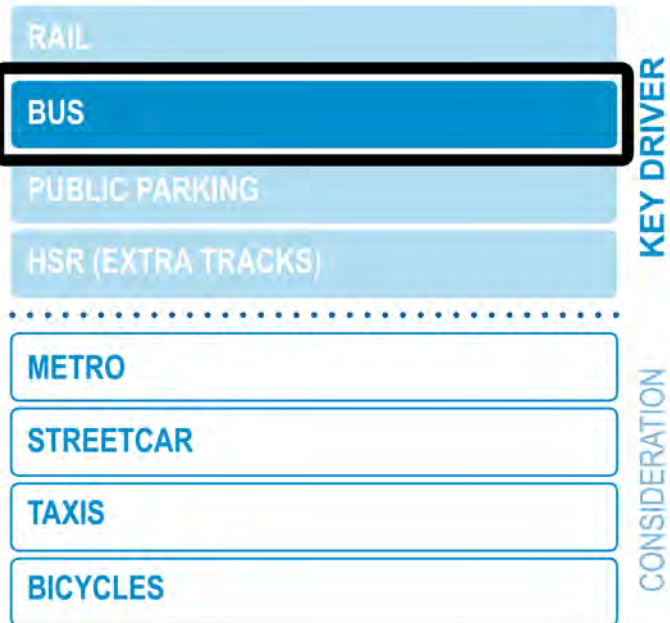 RAIL
BUS
PUBLIC PARKING
HSR (EXTRA TRACKS)
KEY DRIVER
METRO
STREETCAR
TAXIS
BICYCLES
CONSIDERATION